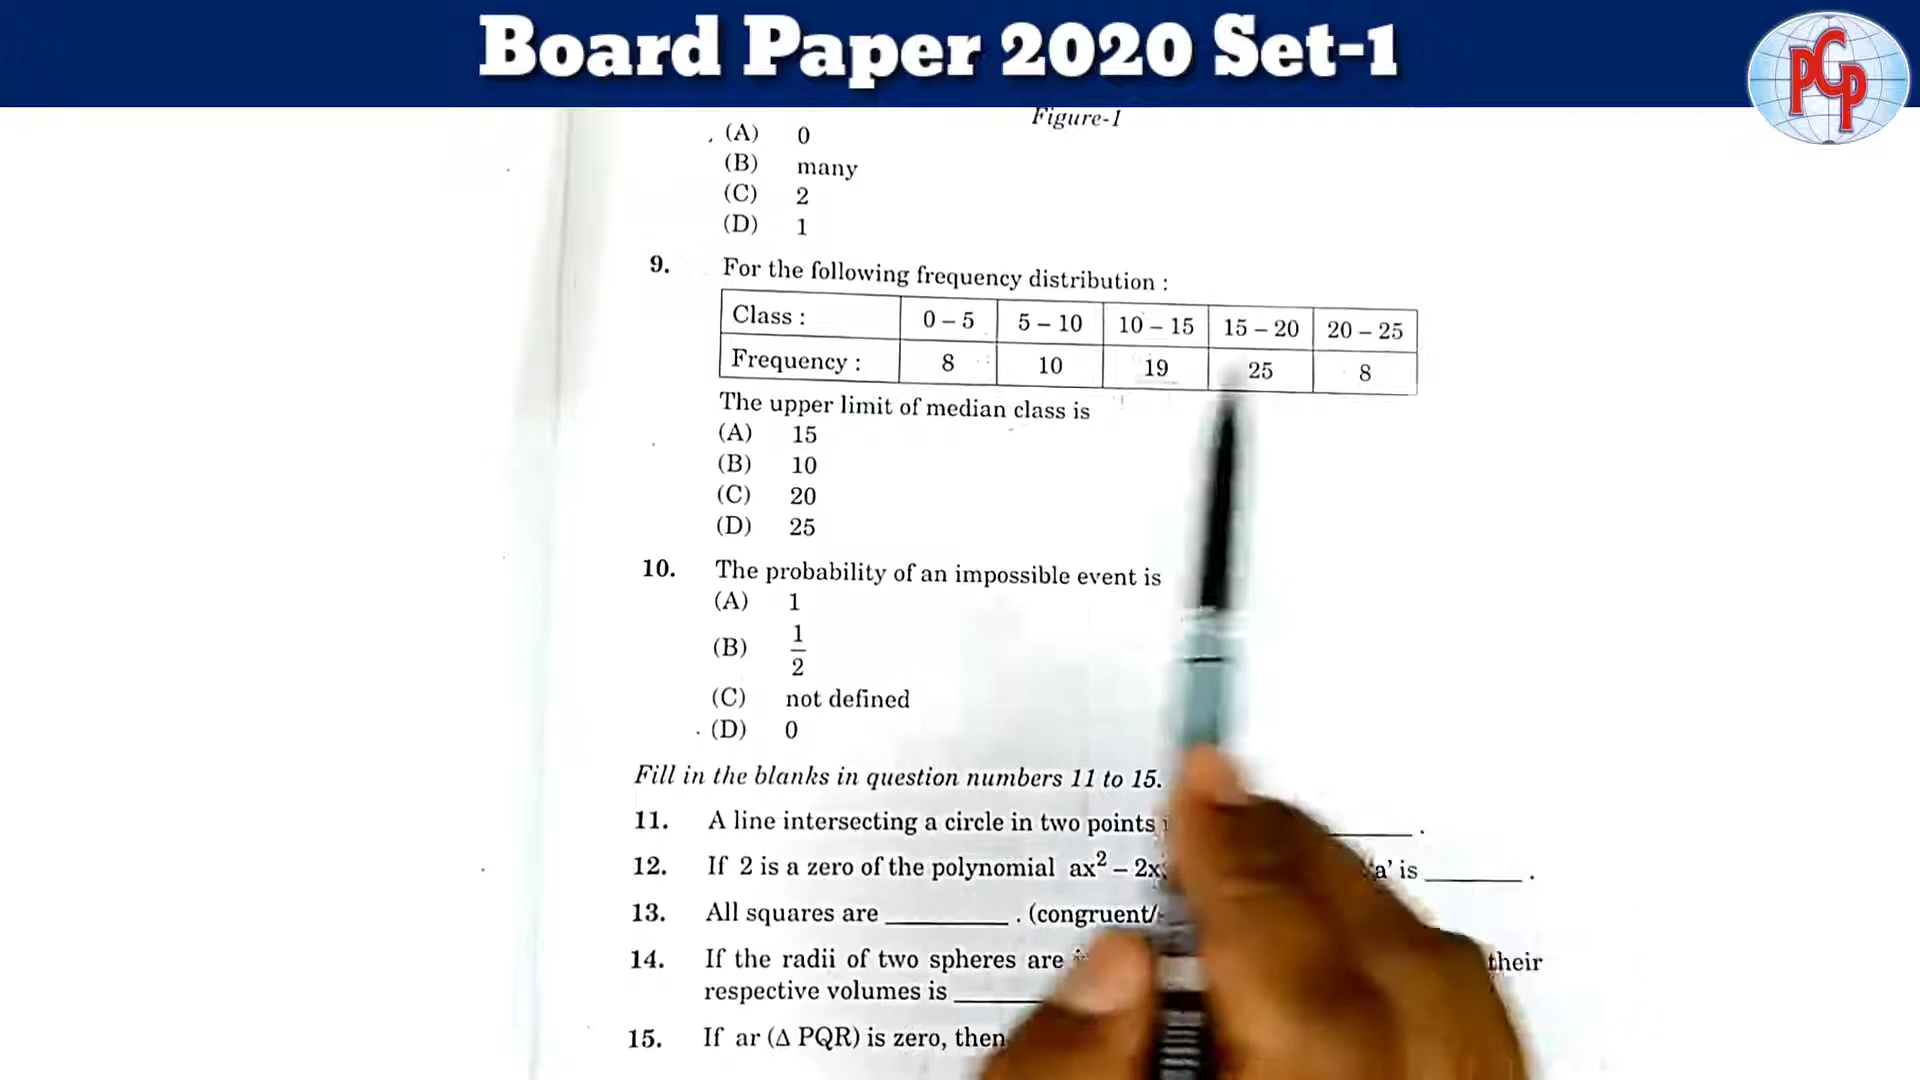 Board Paper 2020 Set-1
PCP
Figure-1
(A) 0
(B) many
(C) 2
(D) 1
9. For the following frequency distribution :
Class : 0 – 5 5 – 10 10 – 15 15 – 20 20 – 25
Frequency : 8 10 19 25 8
The upper limit of median class is
(A) 15
(B) 10
(C) 20
(D) 25
10. The probability of an impossible event is
(A) 1
(B) 1/2
(C) not defined
(D) 0
Fill in the blanks in question numbers 11 to 15.
11. A line intersecting a circle in two points ______ .
12. If 2 is a zero of the polynomial ax² – 2x, 'a' is ______ .
13. All squares are ______ . (congruent/
14. If the radii of two spheres are their
respective volumes is ______
15. If ar (Δ PQR) is zero, then